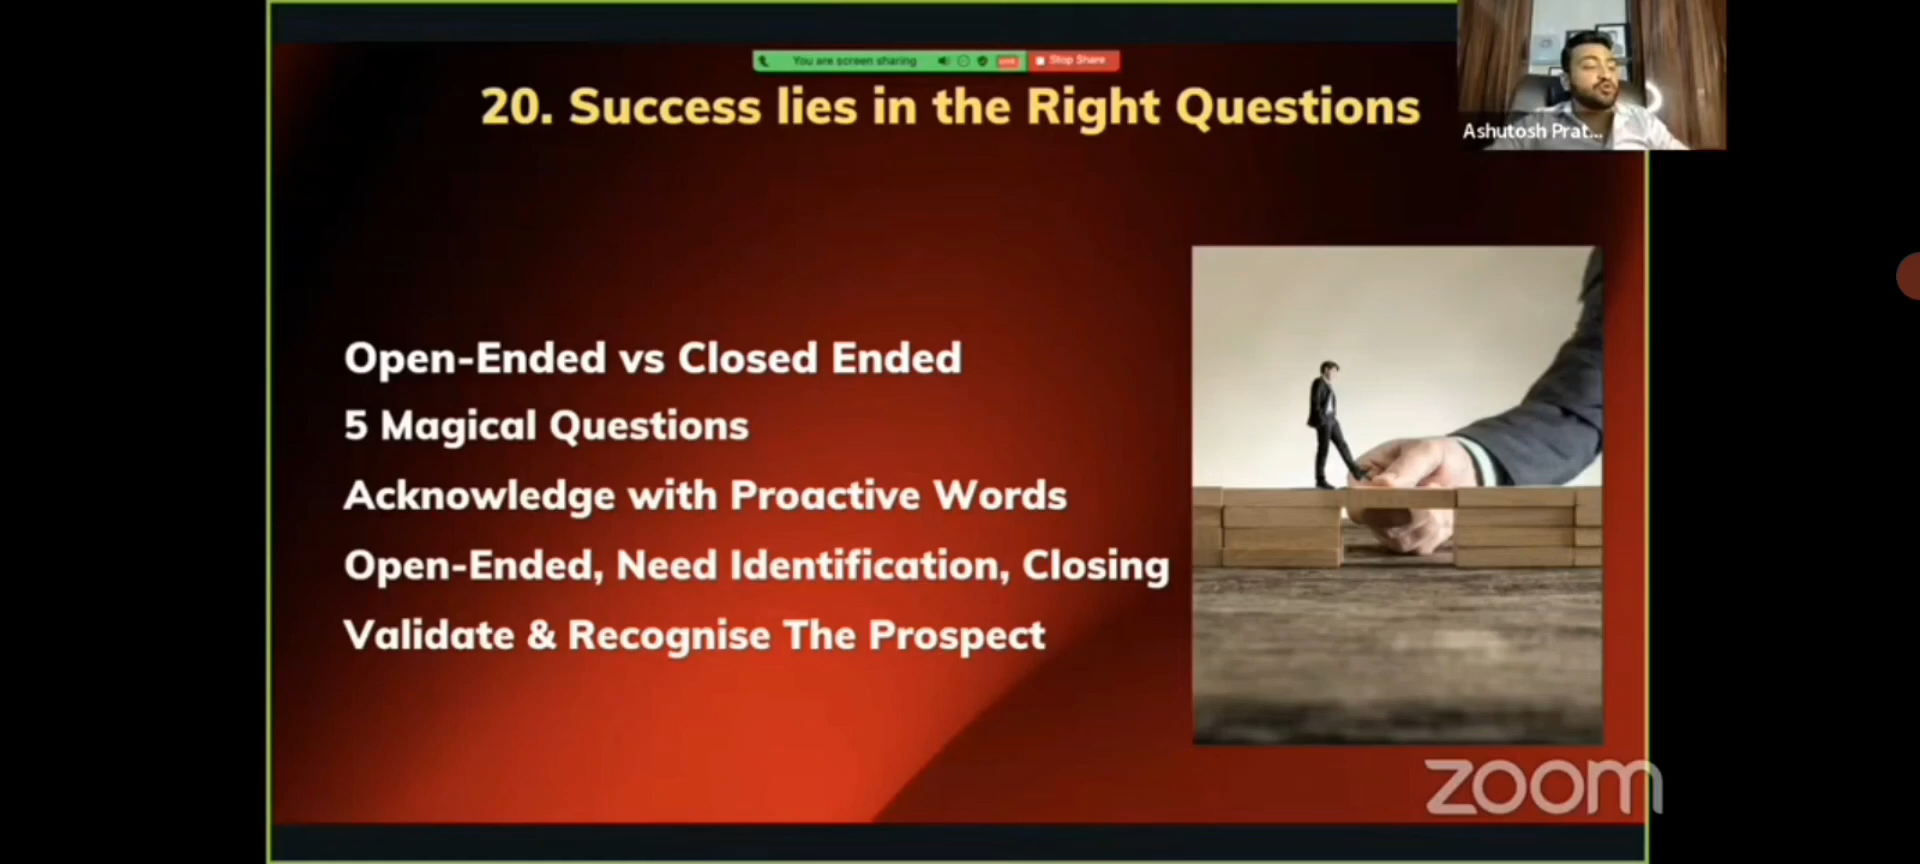 You are screen sharing
LIVE
Stop Share
20. Success lies in the Right Questions
Ashutosh Prat...
Open-Ended vs Closed Ended
5 Magical Questions
Acknowledge with Proactive Words
Open-Ended, Need Identification, Closing
Validate & Recognise The Prospect
zoom